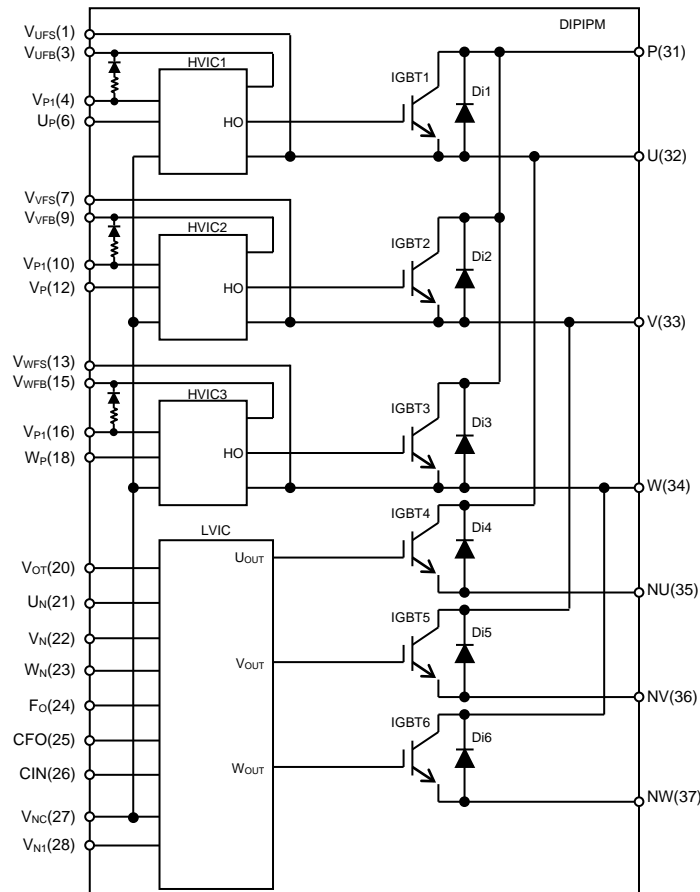 DIPIPM
VUFS(1)
VUFB(3)
VP1(4)
UP(6)
HVIC1
HO
IGBT1
Di1
P(31)
U(32)
VVFS(7)
VVFB(9)
VP1(10)
VP(12)
HVIC2
HO
IGBT2
Di2
V(33)
VWFS(13)
VWFB(15)
VP1(16)
WP(18)
HVIC3
HO
IGBT3
Di3
W(34)
LVIC
UOUT
VOUT
WOUT
VOT(20)
UN(21)
VN(22)
WN(23)
FO(24)
CFO(25)
CIN(26)
VNC(27)
VN1(28)
IGBT4
Di4
NU(35)
IGBT5
Di5
NV(36)
IGBT6
Di6
NW(37)